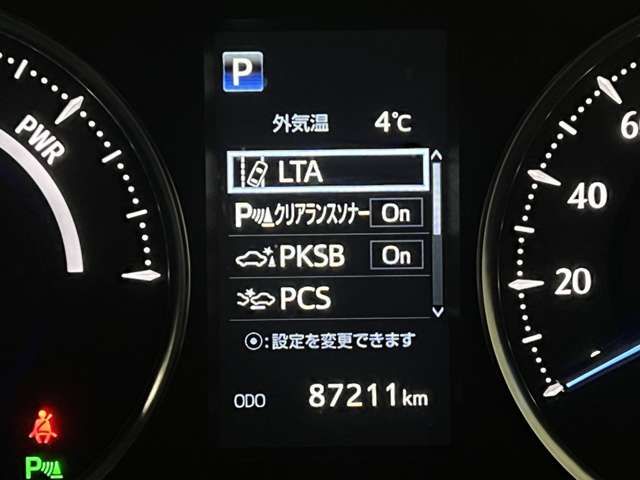 P
外気温 4℃
PWR
LTA
P クリアランスソナー On
PKSB On
PCS
:設定を変更できます
ODO 87211km
60
40
20
P